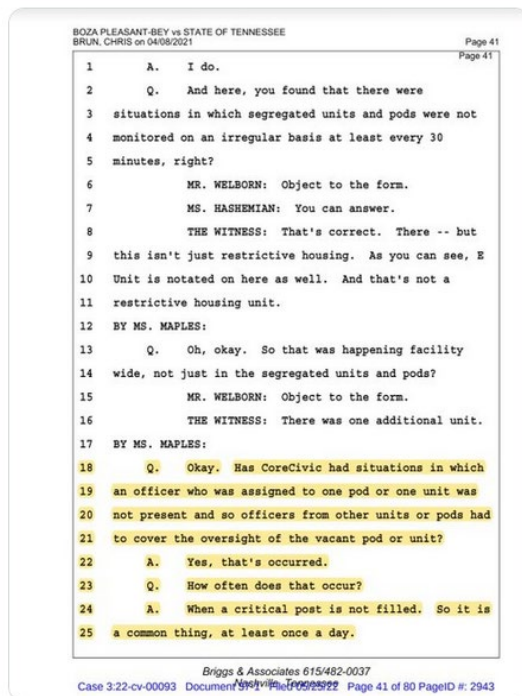 BOZA PLEASANT-BEY vs STATE OF TENNESSEE
BRUN, CHRIS on 04/08/2021 Page 41
Page 41
1 A. I do.
2 Q. And here, you found that there were
3 situations in which segregated units and pods were not
4 monitored on an irregular basis at least every 30
5 minutes, right?
6 MR. WELBORN: Object to the form.
7 MS. HASHEMIAN: You can answer.
8 THE WITNESS: That's correct. There -- but
9 this isn't just restrictive housing. As you can see, E
10 Unit is notated on here as well. And that's not a
11 restrictive housing unit.
12 BY MS. MAPLES:
13 Q. Oh, okay. So that was happening facility
14 wide, not just in the segregated units and pods?
15 MR. WELBORN: Object to the form.
16 THE WITNESS: There was one additional unit.
17 BY MS. MAPLES:
18 Q. Okay. Has CoreCivic had situations in which
19 an officer who was assigned to one pod or one unit was
20 not present and so officers from other units or pods had
21 to cover the oversight of the vacant pod or unit?
22 A. Yes, that's occurred.
23 Q. How often does that occur?
24 A. When a critical post is not filled. So it is
25 a common thing, at least once a day.
Briggs & Associates 615/482-0037
Nashville, Tennessee
Case 3:22-cv-00093 Document 57-1 Filed 05/25/22 Page 41 of 80 PageID #: 2943